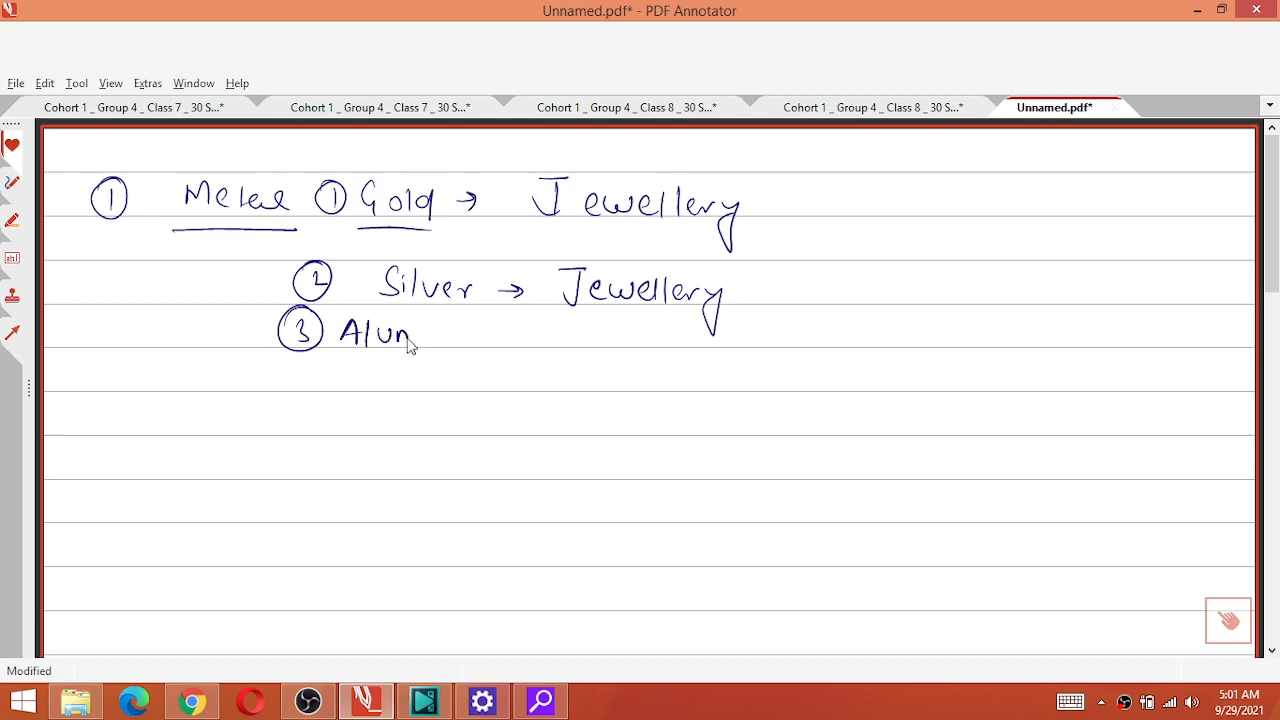 Unnamed.pdf* - PDF Annotator
File Edit Tool View Extras Window Help
Cohort 1 _ Group 4 _ Class 7 _ 30 S...* Cohort 1 _ Group 4 _ Class 7 _ 30 S...* Cohort 1 _ Group 4 _ Class 8 _ 30 S...* Cohort 1 _ Group 4 _ Class 8 _ 30 S...* Unnamed.pdf*
① Metal ① Gold → Jewellery
② Silver → Jewellery
③ Alun
Modified
5:01 AM
9/29/2021